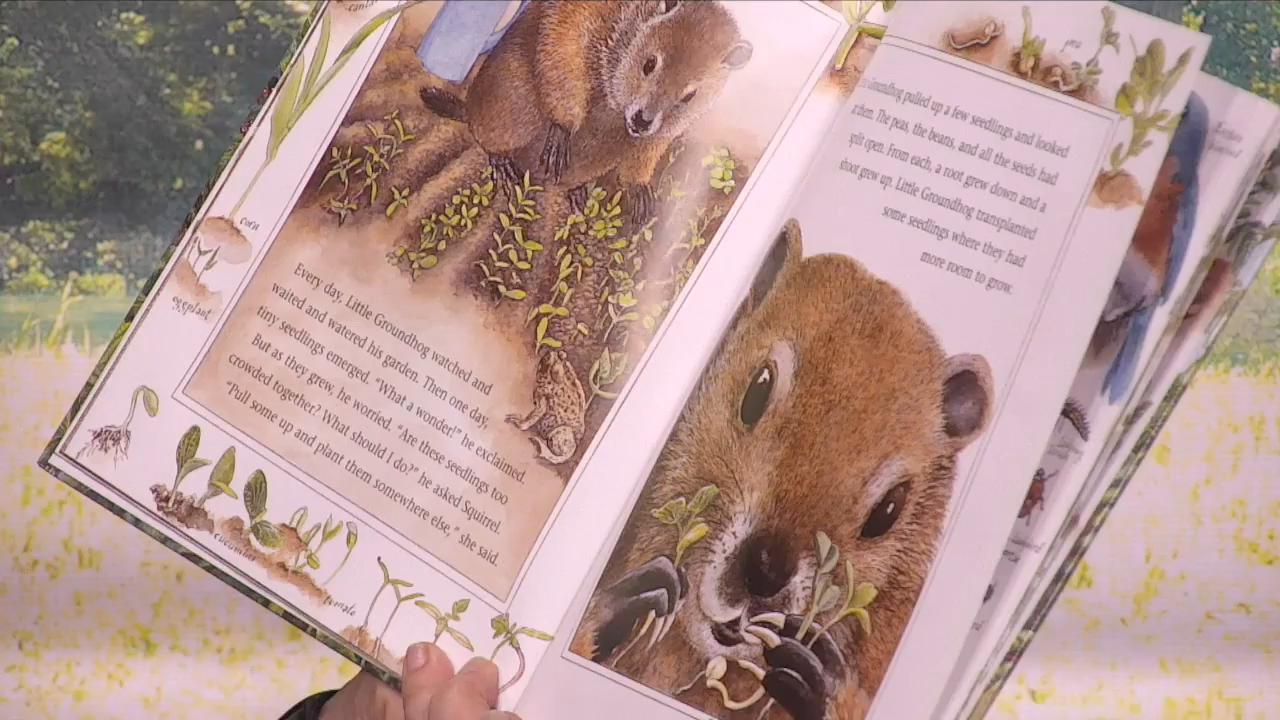 corn
eggplant
cucumber
tomato
Every day, Little Groundhog watched and
waited and watered his garden. Then one day,
tiny seedlings emerged. "What a wonder!" he exclaimed.
But as they grew, he worried. "Are these seedlings too
crowded together? What should I do?" he asked Squirrel.
"Pull some up and plant them somewhere else," she said.
pea
Groundhog pulled up a few seedlings and looked
at them. The peas, the beans, and all the seeds had
split open. From each, a root grew down and a
shoot grew up. Little Groundhog transplanted
some seedlings where they had
more room to grow.